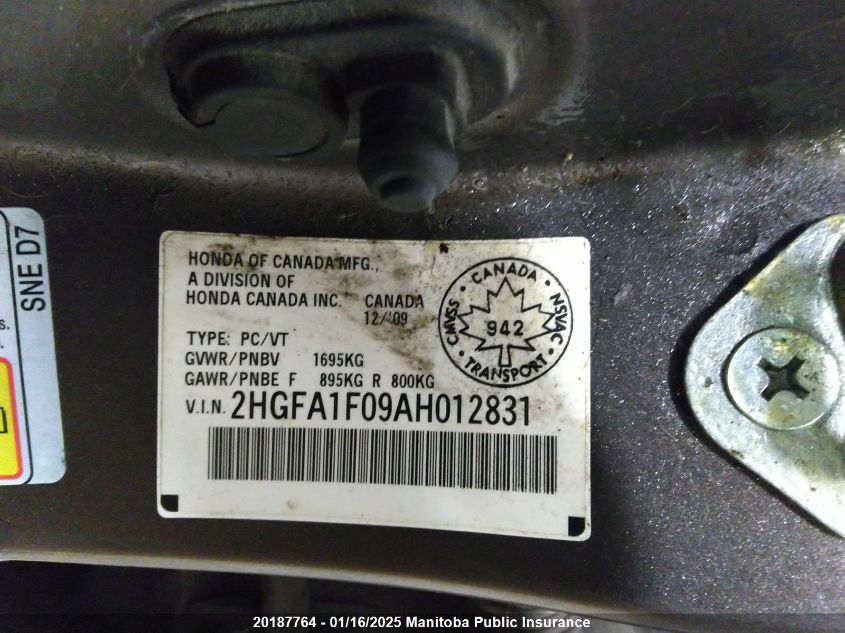 SNE D7
s.
.
HONDA OF CANADA MFG.,
A DIVISION OF
HONDA CANADA INC. CANADA
12/'09
TYPE: PC/VT
GVWR/PNBV 1695KG
GAWR/PNBE F 895KG R 800KG
V.I.N. 2HGFA1F09AH012831
CANADA
CMVSS
942
NSVAC
TRANSPORT
20187764 - 01/16/2025 Manitoba Public Insurance